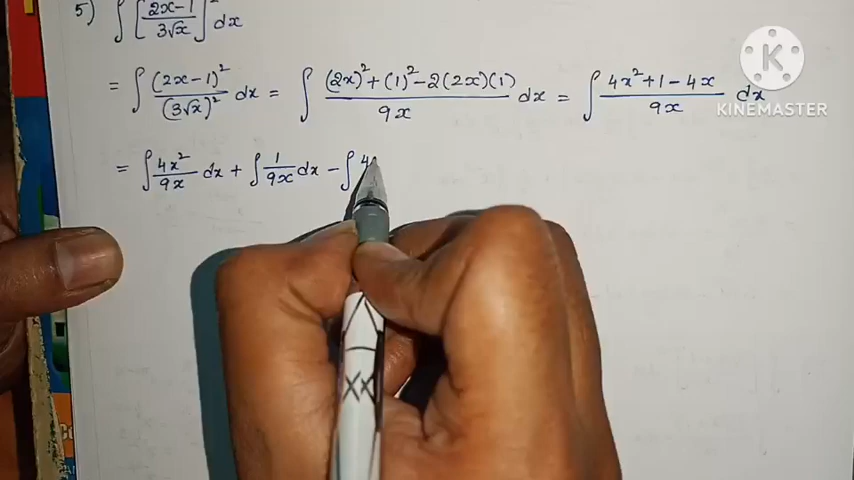 5) ∫ [2x-1 / 3√x]² dx
= ∫ (2x-1)² / (3√x)² dx = ∫ (2x)² + (1)² - 2(2x)(1) / 9x dx = ∫ 4x² + 1 - 4x / 9x dx
= ∫ 4x² / 9x dx + ∫ 1 / 9x dx - ∫ 4
K
KINEMASTER